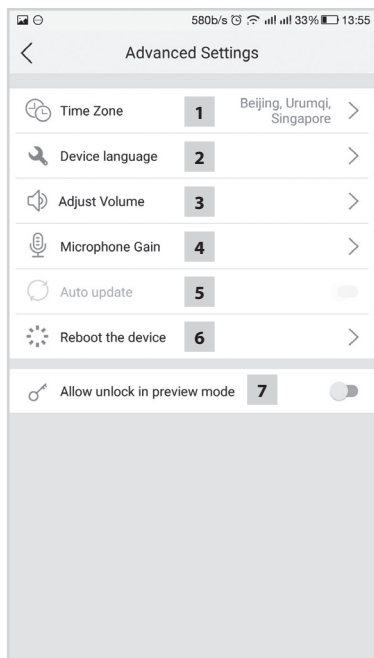 580b/s 33% 13:55
Advanced Settings
Time Zone 1 Beijing, Urumqi,
Singapore
Device language 2
Adjust Volume 3
Microphone Gain 4
Auto update 5
Reboot the device 6
Allow unlock in preview mode 7